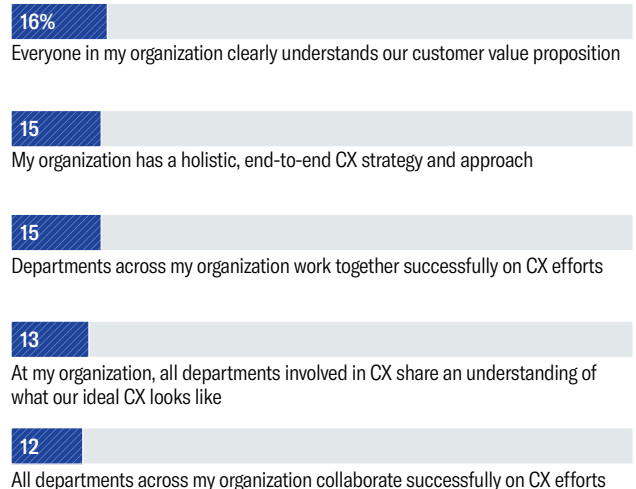 16%
Everyone in my organization clearly understands our customer value proposition
15
My organization has a holistic, end-to-end CX strategy and approach
15
Departments across my organization work together successfully on CX efforts
13
At my organization, all departments involved in CX share an understanding of
what our ideal CX looks like
12
All departments across my organization collaborate successfully on CX efforts